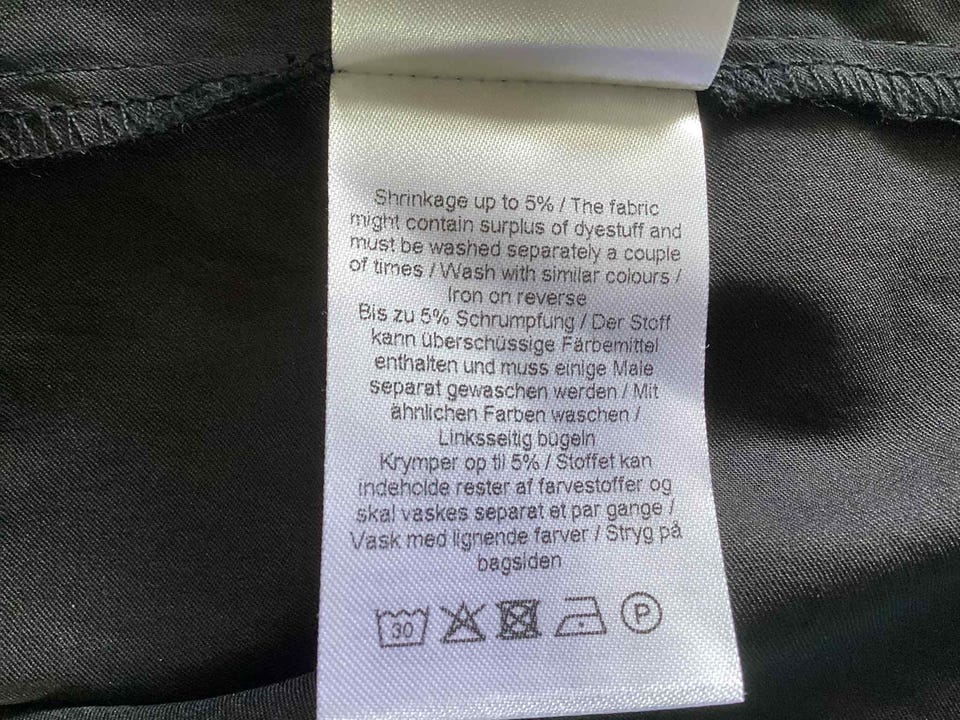 Shrinkage up to 5% / The fabric
might contain surplus of dyestuff and
must be washed separately a couple
of times / Wash with similar colours /
Iron on reverse
Bis zu 5% Schrumpfung / Der Stoff
kann überschüssige Färbemittel
enthalten und muss einige Male
separat gewaschen werden / Mit
ähnlichen Farben waschen /
Linksseitig bügeln
Krymper op til 5% / Stoffet kan
indeholde rester af farvestoffer og
skal vaskes separat et par gange /
Vask med lignende farver / Stryg på
bagsiden
30 P